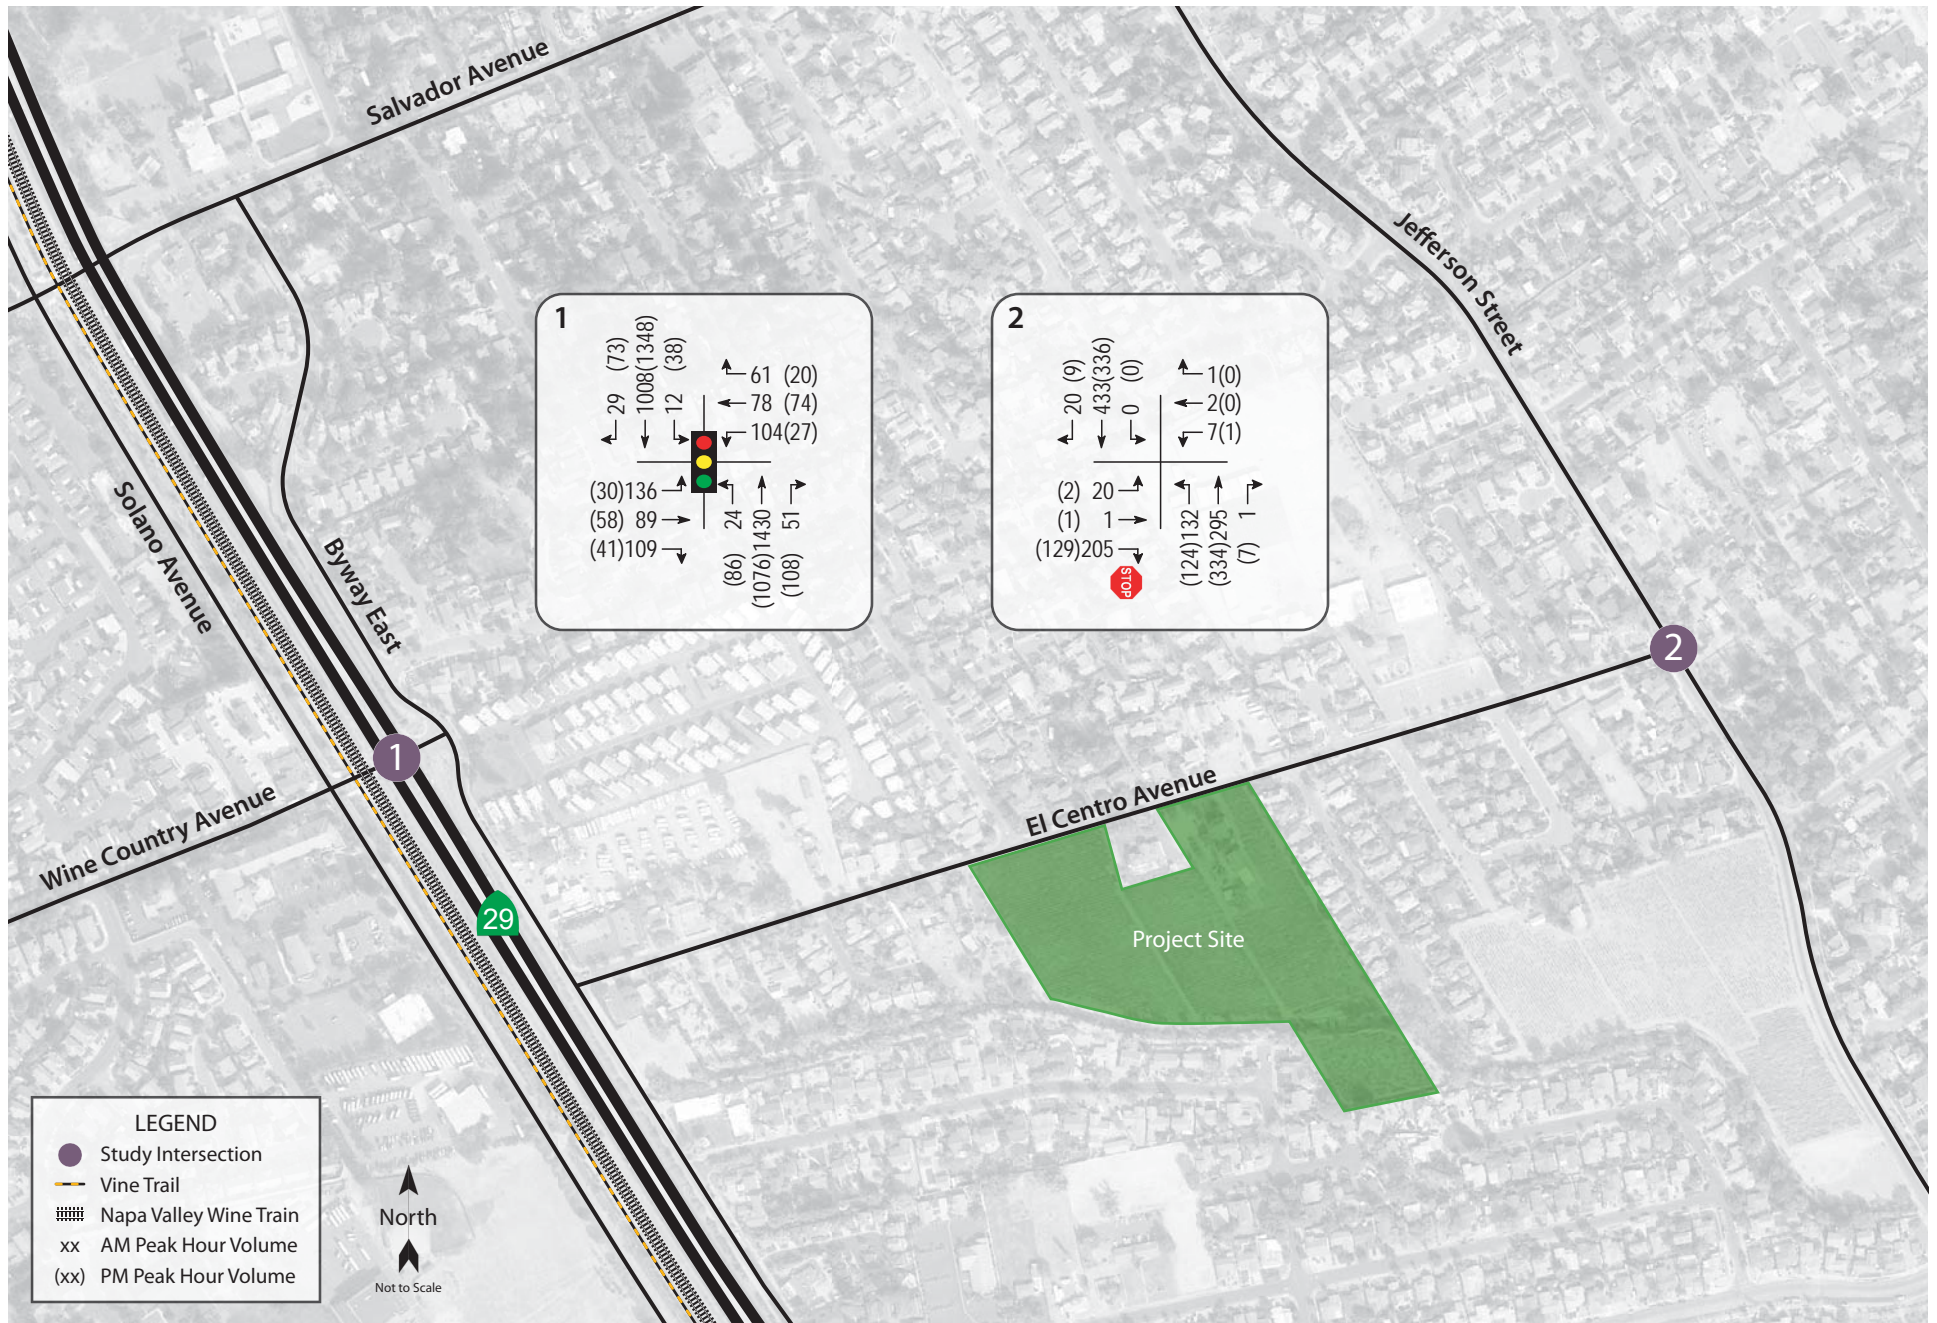 Salvador Avenue
Jefferson Street
Solano Avenue
Byway East
Wine Country Avenue
El Centro Avenue
Project Site
29
1
2
1
29 (73)
1008(1348)
12 (38)
61 (20)
78 (74)
104(27)
(30)136
(58) 89
(41)109
(86) 24
(1076)1430
(108) 51
2
20 (9)
433(336)
0 (0)
1(0)
2(0)
7(1)
(2) 20
(1) 1
(129)205
STOP
(124)132
(334)295
(7) 1
LEGEND
Study Intersection
Vine Trail
Napa Valley Wine Train
xx AM Peak Hour Volume
(xx) PM Peak Hour Volume
North
Not to Scale